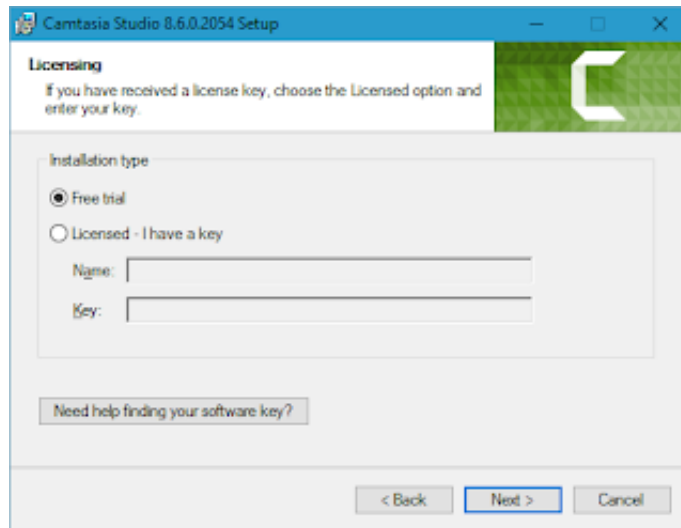 Camtasia Studio 8.6.0.2054 Setup
Licensing
If you have received a license key, choose the Licensed option and
enter your key.
Installation type
Free trial
Licensed - I have a key
Name:
Key:
Need help finding your software key?
< Back Next > Cancel